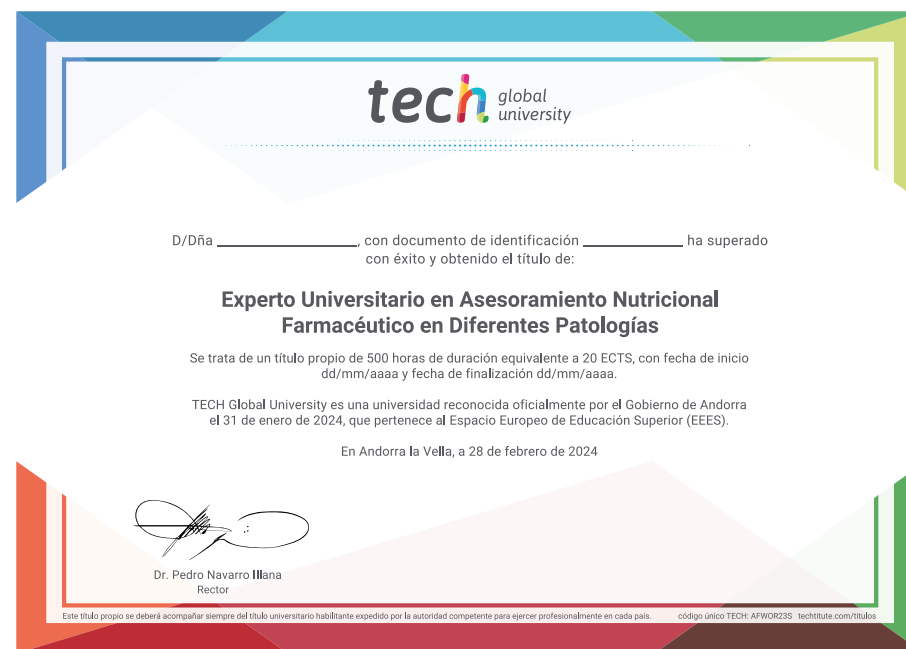 tech global university
D/Dña ____________________, con documento de identificación ______________ ha superado
con éxito y obtenido el título de:
Experto Universitario en Asesoramiento Nutricional
Farmacéutico en Diferentes Patologías
Se trata de un título propio de 500 horas de duración equivalente a 20 ECTS, con fecha de inicio
dd/mm/aaaa y fecha de finalización dd/mm/aaaa.
TECH Global University es una universidad reconocida oficialmente por el Gobierno de Andorra
el 31 de enero de 2024, que pertenece al Espacio Europeo de Educación Superior (EEES).
En Andorra la Vella, a 28 de febrero de 2024
Dr. Pedro Navarro Illana
Rector
Este título propio se deberá acompañar siempre del título universitario habilitante expedido por la autoridad competente para ejercer profesionalmente en cada país. código único TECH: AFWOR23S techtitute.com/titulos